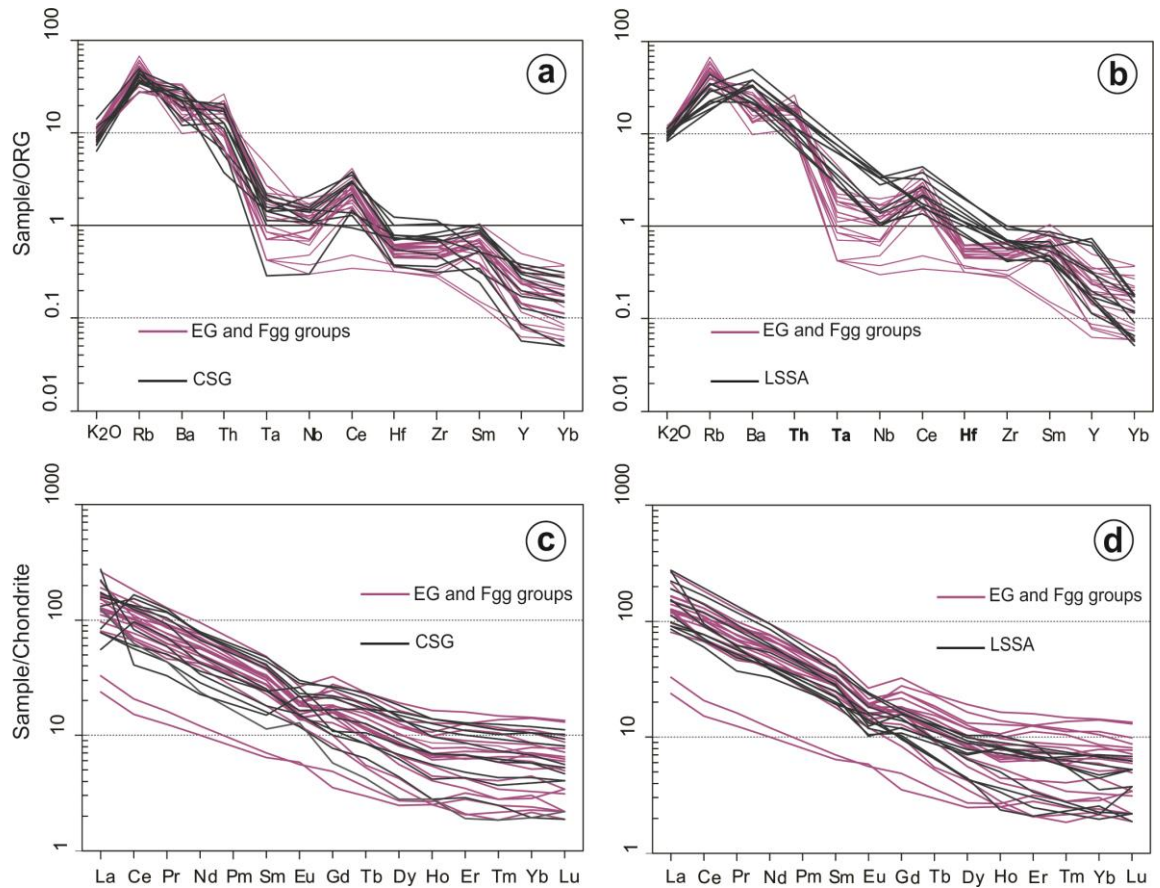 Sample/ORG
100
10
1
0.1
0.01
a
EG and Fgg groups
CSG
K2O Rb Ba Th Ta Nb Ce Hf Zr Sm Y Yb
100
10
1
0.1
0.01
b
EG and Fgg groups
LSSA
K2O Rb Ba Th Ta Nb Ce Hf Zr Sm Y Yb
Sample/Chondrite
1000
100
10
1
c
EG and Fgg groups
CSG
La Ce Pr Nd Pm Sm Eu Gd Tb Dy Ho Er Tm Yb Lu
1000
100
10
1
d
EG and Fgg groups
LSSA
La Ce Pr Nd Pm Sm Eu Gd Tb Dy Ho Er Tm Yb Lu